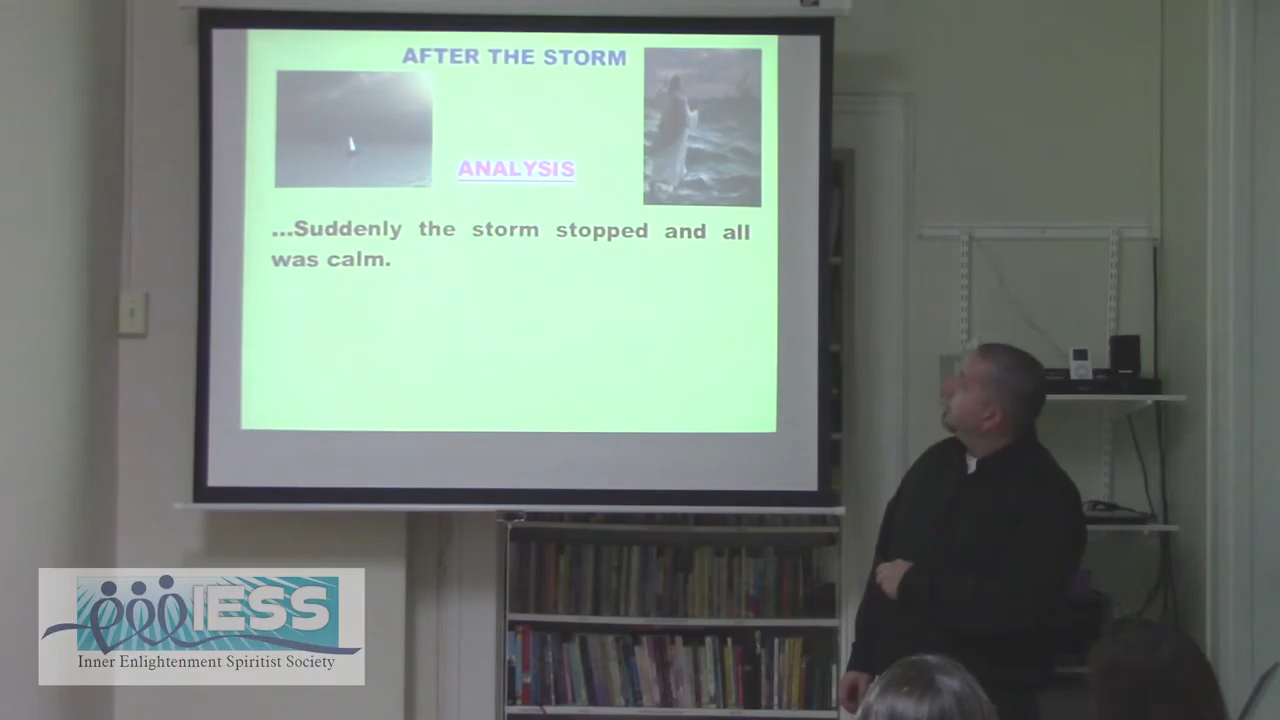 AFTER THE STORM
ANALYSIS
...Suddenly the storm stopped and all
was calm.
IESS
Inner Enlightenment Spiritist Society